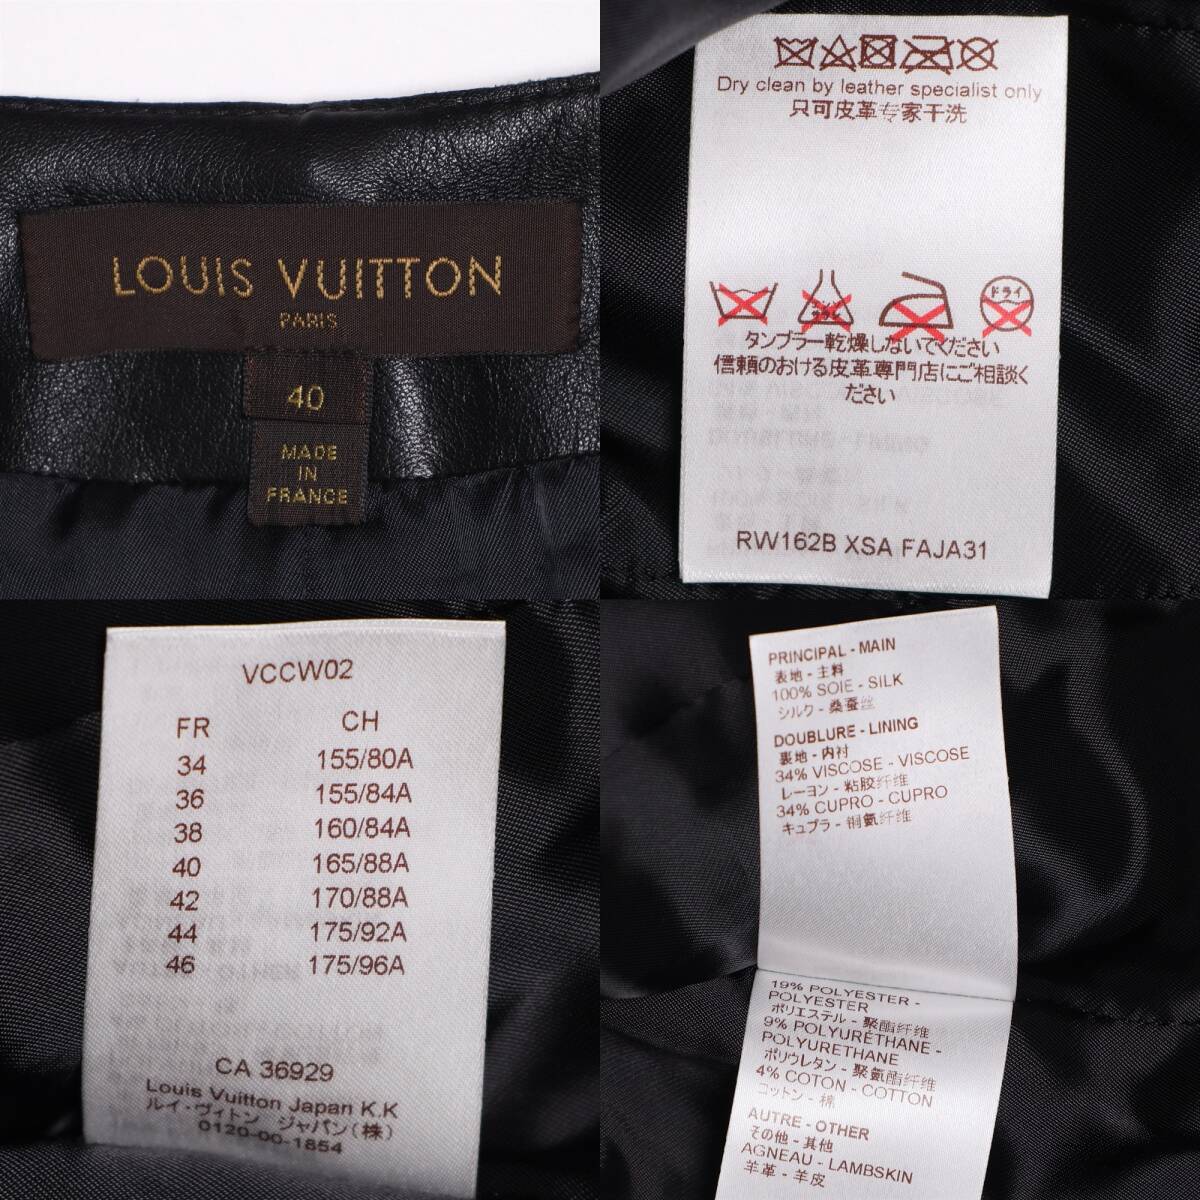 LOUIS VUITTON
PARIS
40
MADE
IN
FRANCE
Dry clean by leather specialist only
只可皮革专家干洗
ドライ
タンブラー乾燥しないでください
信頼のおける皮革専門店にご相談く
ださい
RW162B XSA FAJA31
VCCW02
FR CH
34 155/80A
36 155/84A
38 160/84A
40 165/88A
42 170/88A
44 175/92A
46 175/96A
CA 36929
Louis Vuitton Japan K.K
ルイ・ヴィトン ジャパン(株)
0120-00-1854
PRINCIPAL - MAIN
表地 - 主料
100% SOIE - SILK
シルク - 桑蚕丝
DOUBLURE - LINING
裏地 - 内衬
34% VISCOSE - VISCOSE
レーヨン - 粘胶纤维
34% CUPRO - CUPRO
キュプラ - 铜氨纤维
19% POLYESTER -
POLYESTER
ポリエステル - 聚酯纤维
9% POLYURÉTHANE -
POLYURETHANE
ポリウレタン - 聚氨酯纤维
4% COTON - COTTON
コットン - 棉
AUTRE - OTHER
その他 - 其他
AGNEAU - LAMBSKIN
羊革 - 羊皮